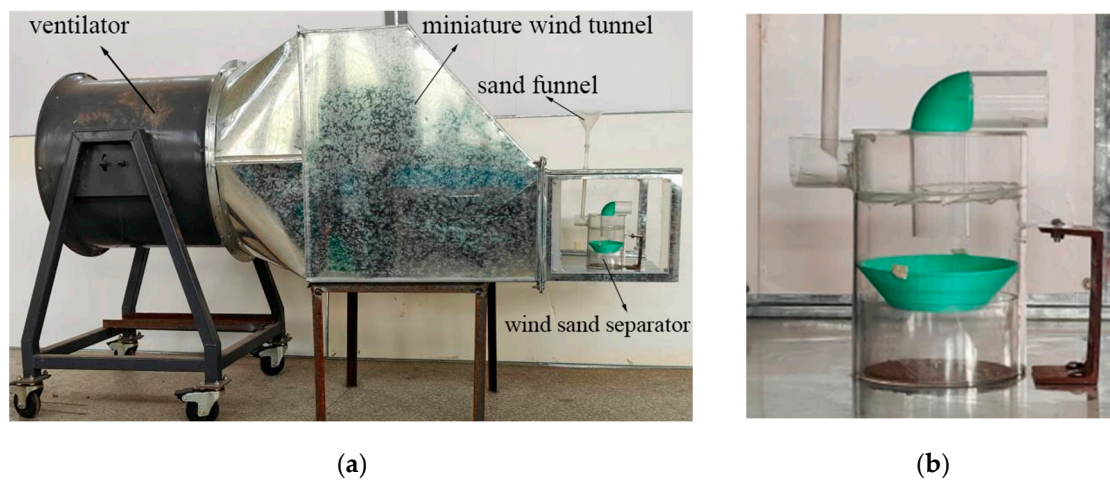 ventilator
miniature wind tunnel
sand funnel
wind sand separator
(a)
(b)